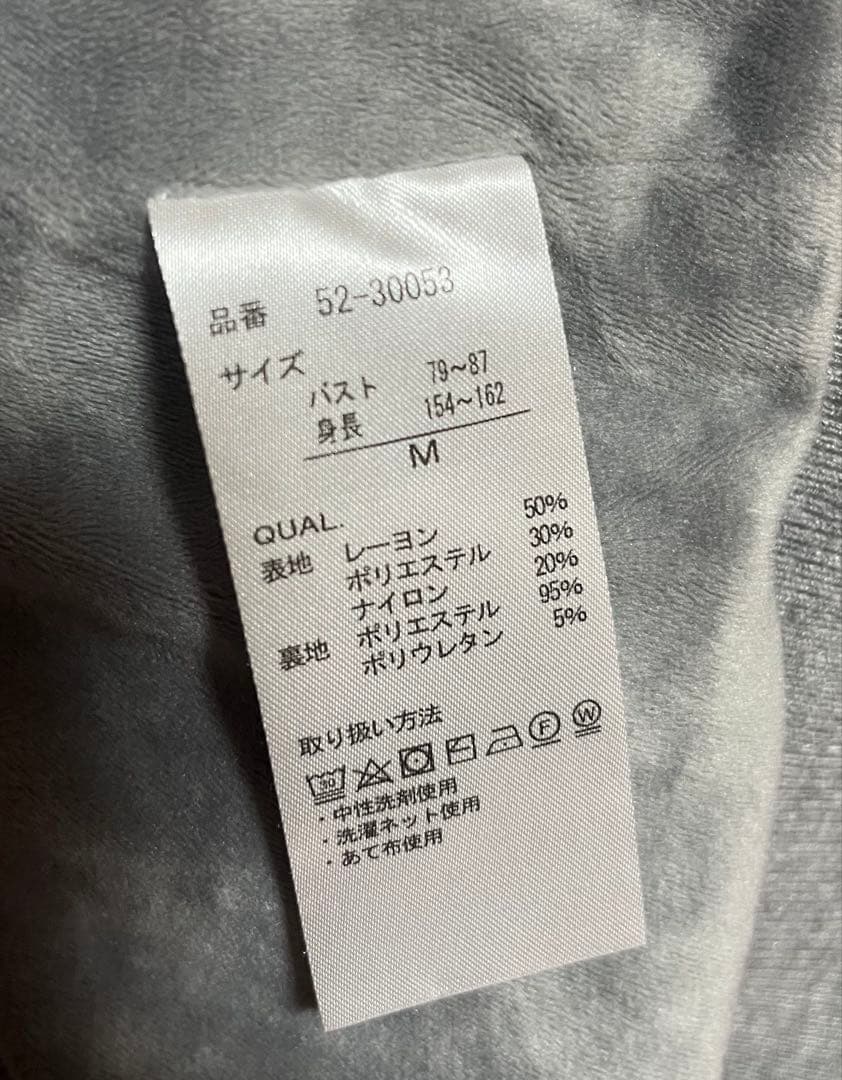 品番 52-30053
サイズ
バスト 79~87
身長 154~162
M
QUAL.
表地 レーヨン 50%
ポリエステル 30%
ナイロン 20%
裏地 ポリエステル 95%
ポリウレタン 5%
取り扱い方法
30 F W
・中性洗剤使用
・洗濯ネット使用
・あて布使用